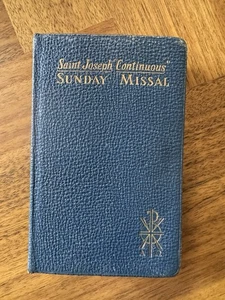 "Saint Joseph Continuous"
SUNDAY MISSAL